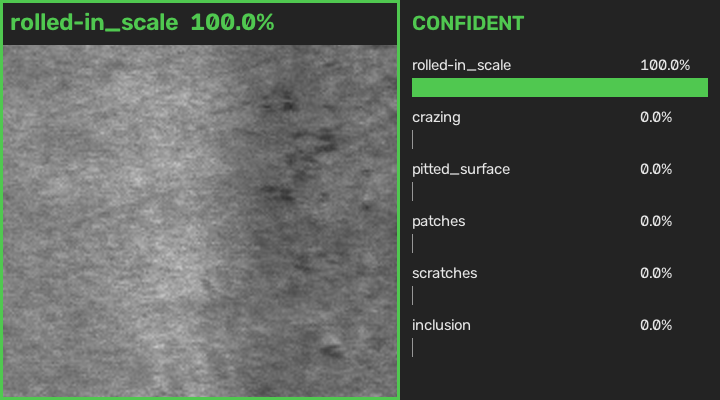 rolled-in_scale 100.0%
CONFIDENT
rolled-in_scale 100.0%
crazing 0.0%
pitted_surface 0.0%
patches 0.0%
scratches 0.0%
inclusion 0.0%